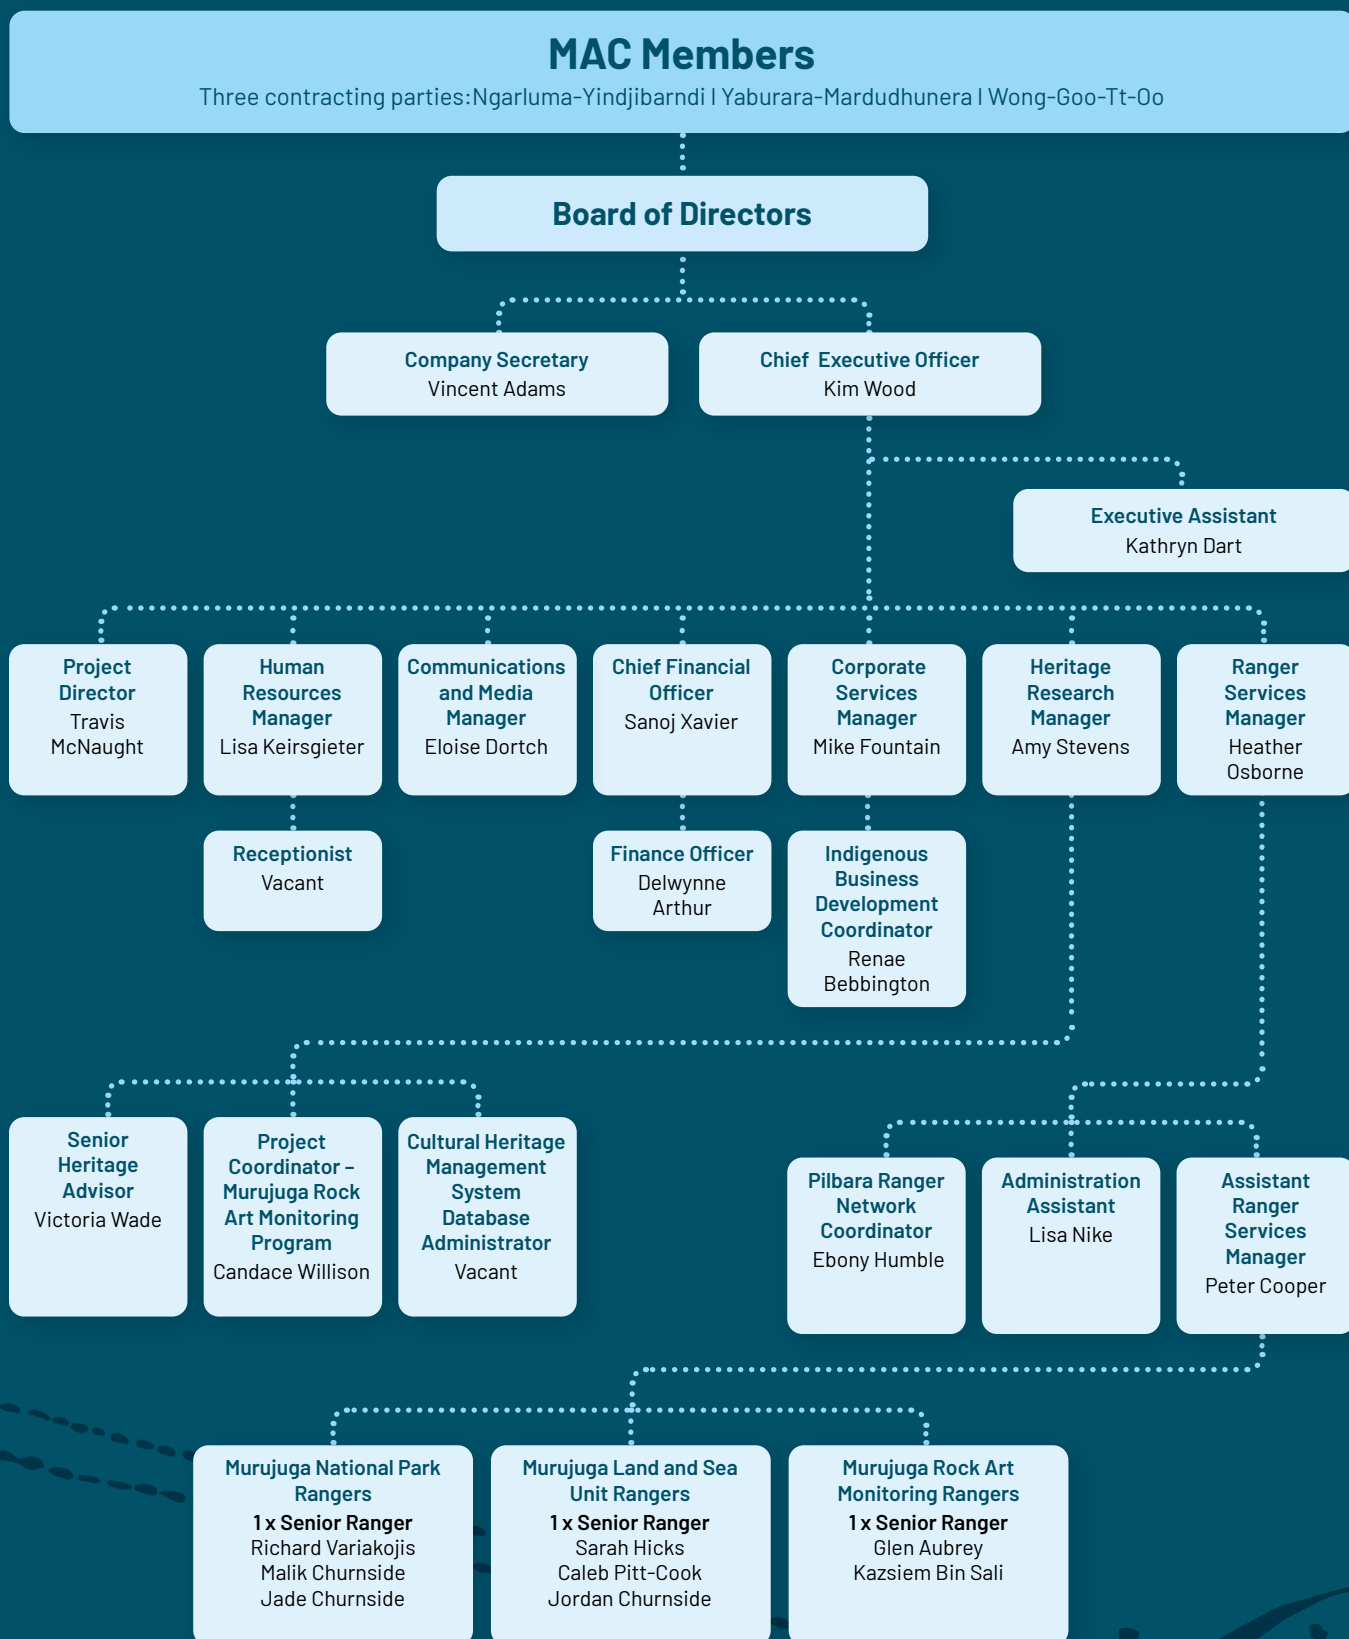 MAC Members
Three contracting parties:Ngarluma-Yindjibarndi | Yaburara-Mardudhunera | Wong-Goo-Tt-Oo
Board of Directors
Company Secretary
Vincent Adams
Chief Executive Officer
Kim Wood
Executive Assistant
Kathryn Dart
Project
Director
Travis
McNaught
Human
Resources
Manager
Lisa Keirsgieter
Communications
and Media
Manager
Eloise Dortch
Chief Financial
Officer
Sanoj Xavier
Corporate
Services
Manager
Mike Fountain
Heritage
Research
Manager
Amy Stevens
Ranger
Services
Manager
Heather
Osborne
Receptionist
Vacant
Finance Officer
Delwynne
Arthur
Indigenous
Business
Development
Coordinator
Renae
Bebbington
Senior
Heritage
Advisor
Victoria Wade
Project
Coordinator –
Murujuga Rock
Art Monitoring
Program
Candace Willison
Cultural Heritage
Management
System
Database
Administrator
Vacant
Pilbara Ranger
Network
Coordinator
Ebony Humble
Administration
Assistant
Lisa Nike
Assistant
Ranger
Services
Manager
Peter Cooper
Murujuga National Park
Rangers
1 x Senior Ranger
Richard Variakojis
Malik Churnside
Jade Churnside
Murujuga Land and Sea
Unit Rangers
1 x Senior Ranger
Sarah Hicks
Caleb Pitt-Cook
Jordan Churnside
Murujuga Rock Art
Monitoring Rangers
1 x Senior Ranger
Glen Aubrey
Kazsiem Bin Sali